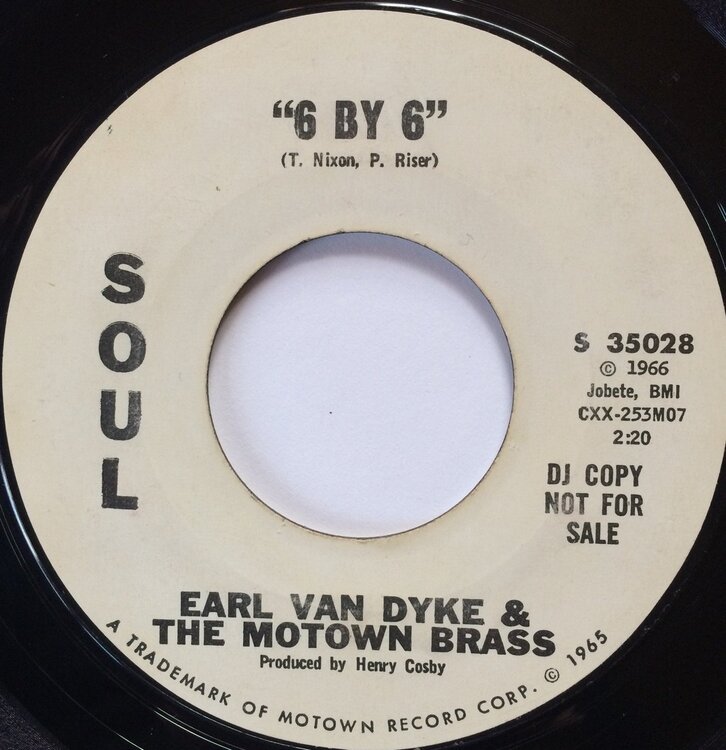 “6 BY 6”
(T. Nixon, P. Riser)
SOUL
S 35028
© 1966
Jobete, BMI
CXX-253M07
2:20
DJ COPY
NOT FOR
SALE
EARL VAN DYKE &
THE MOTOWN BRASS
Produced by Henry Cosby
A TRADEMARK OF MOTOWN RECORD CORP. © 1965